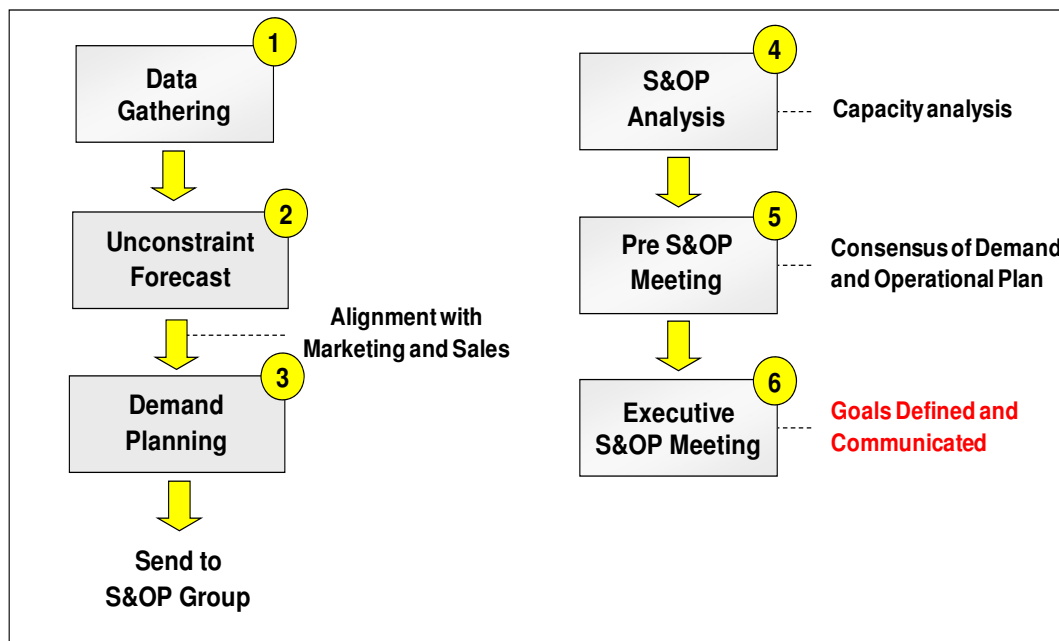 1
Data
Gathering
2
Unconstraint
Forecast
Alignment with
Marketing and Sales
3
Demand
Planning
Send to
S&OP Group
4
S&OP
Analysis
Capacity analysis
5
Pre S&OP
Meeting
Consensus of Demand
and Operational Plan
6
Executive
S&OP Meeting
Goals Defined and
Communicated